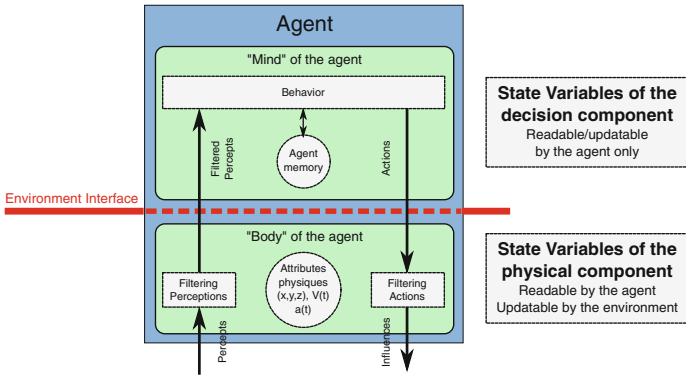 Agent
"Mind" of the agent
Behavior
Filtered
Percepts
Agent
memory
Actions
State Variables of the
decision component
Readable/updatable
by the agent only
Environment Interface
"Body" of the agent
Filtering
Perceptions
Attributes
physiques
(x,y,z), V(t)
a(t)
Filtering
Actions
Percepts
Influences
State Variables of the
physical component
Readable by the agent
Updatable by the environment